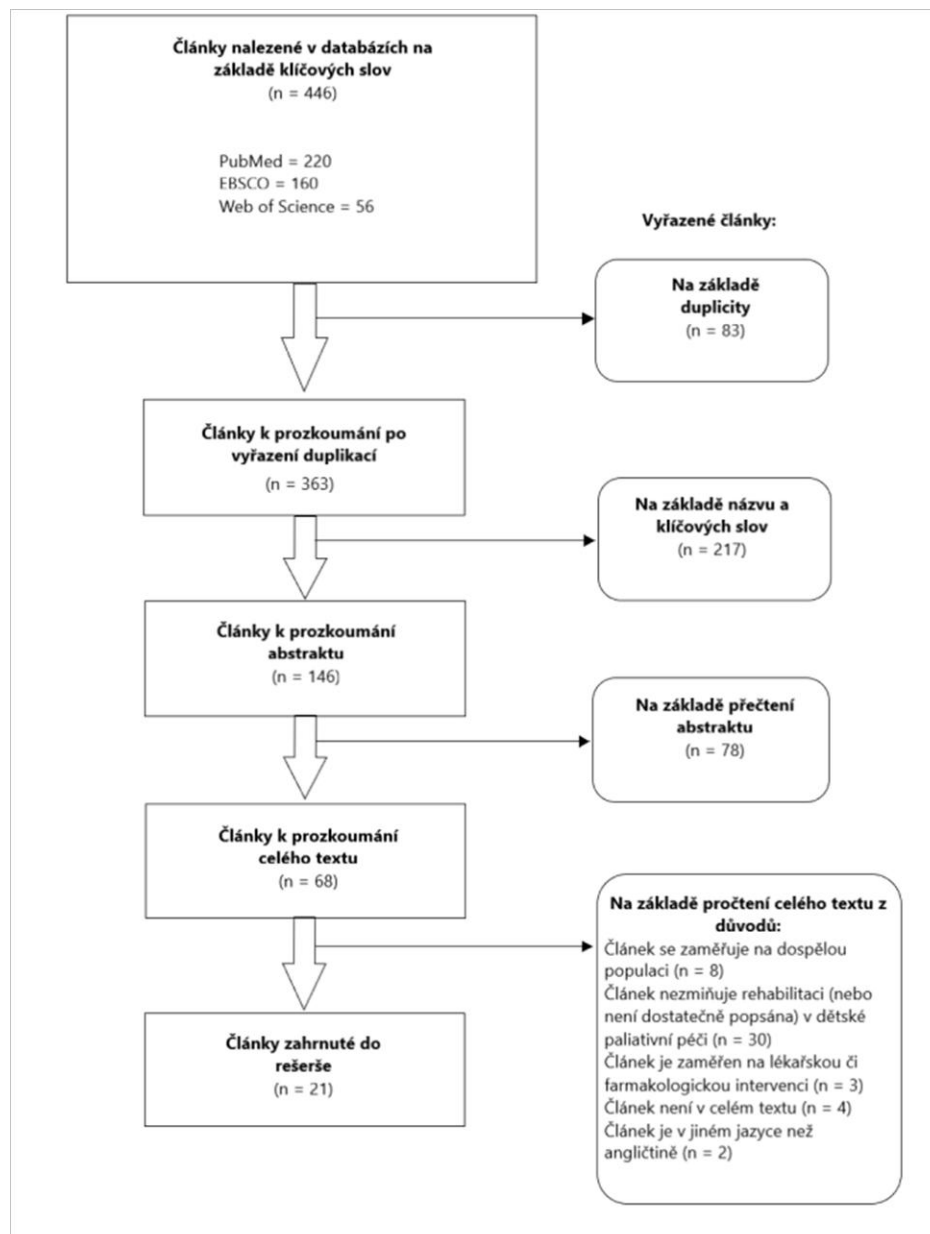 Články nalezené v databázích na
základě klíčových slov
(n = 446)
PubMed = 220
EBSCO = 160
Web of Science = 56
Vyřazené články:
Na základě
duplicity
(n = 83)
Články k prozkoumání po
vyřazení duplikací
(n = 363)
Na základě názvu a
klíčových slov
(n = 217)
Články k prozkoumání
abstraktu
(n = 146)
Na základě přečtení
abstraktu
(n = 78)
Články k prozkoumání
celého textu
(n = 68)
Na základě pročtení celého textu z
důvodů:
Článek se zaměřuje na dospělou
populaci (n = 8)
Článek nezmiňuje rehabilitaci (nebo
není dostatečně popsána) v dětské
paliativní péči (n = 30)
Článek je zaměřen na lékařskou či
farmakologickou intervenci (n = 3)
Článek není v celém textu (n = 4)
Článek je v jiném jazyce než
angličtině (n = 2)
Články zahrnuté do
rešerše
(n = 21)